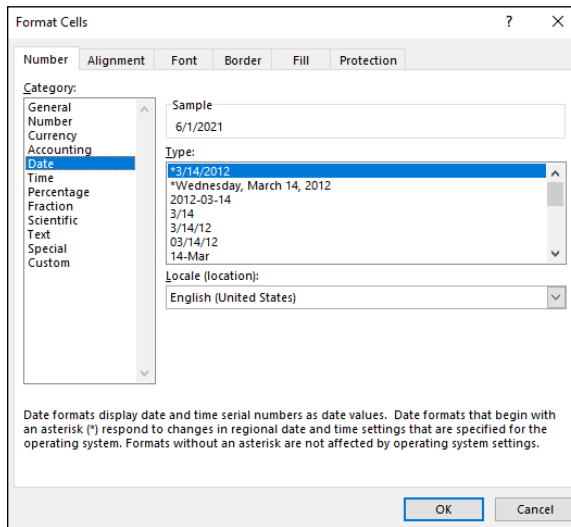 Format Cells ?
Number Alignment Font Border Fill Protection
Category:
General
Number
Currency
Accounting
Date
Time
Percentage
Fraction
Scientific
Text
Special
Custom
Sample
6/1/2021
Type:
*3/14/2012
*Wednesday, March 14, 2012
2012-03-14
3/14
3/14/12
03/14/12
14-Mar
Locale (location):
English (United States)
Date formats display date and time serial numbers as date values.  Date formats that begin with
an asterisk (*) respond to changes in regional date and time settings that are specified for the
operating system. Formats without an asterisk are not affected by operating system settings.
OK Cancel